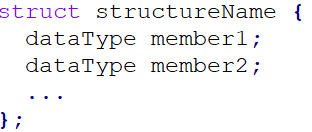 struct structureName {
  dataType member1;
  dataType member2;
  ...
};